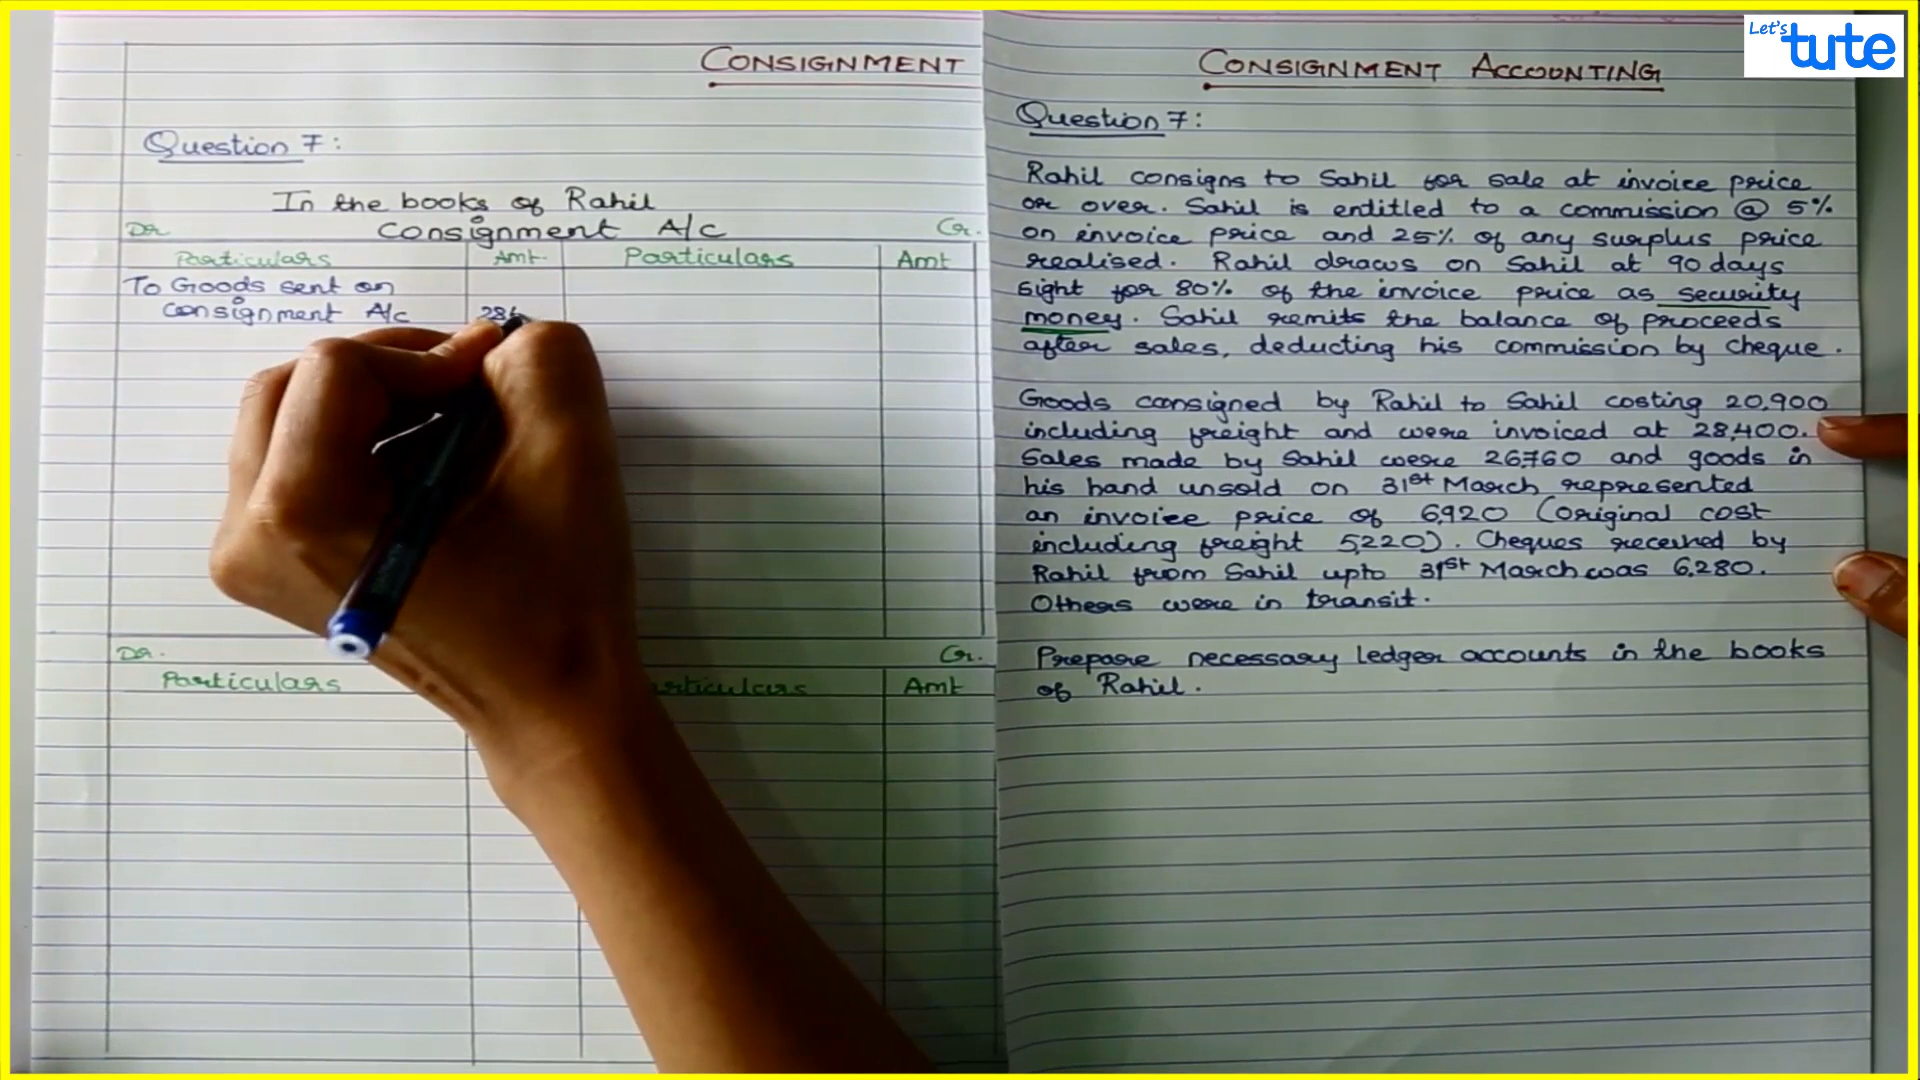 Let's tute
CONSIGNMENT
Question 7:
In the books of Rahil
Dr Consignment A/c Cr.
Particulars Amt. Particulars Amt
To Goods sent on
Consignment A/c 284
Dr. Cr.
Particulars Particulars Amt
CONSIGNMENT ACCOUNTING
Question 7:
Rahil consigns to Sahil for sale at invoice price
or over. Sahil is entitled to a commission @ 5%
on invoice price and 25% of any surplus price
realised. Rahil draws on Sahil at 90 days
sight for 80% of the invoice price as security
money. Sahil remits the balance of proceeds
after sales, deducting his commission by cheque.
Goods consigned by Rahil to Sahil costing 20,900
including freight and were invoiced at 28,400.
Sales made by Sahil were 26,760 and goods in
his hand unsold on 31st March represented
an invoice price of 6,920 (original cost
including freight 5,220). Cheques received by
Rahil from Sahil upto 31st March was 6,280.
Others were in transit.
Prepare necessary ledger accounts in the books
of Rahil.